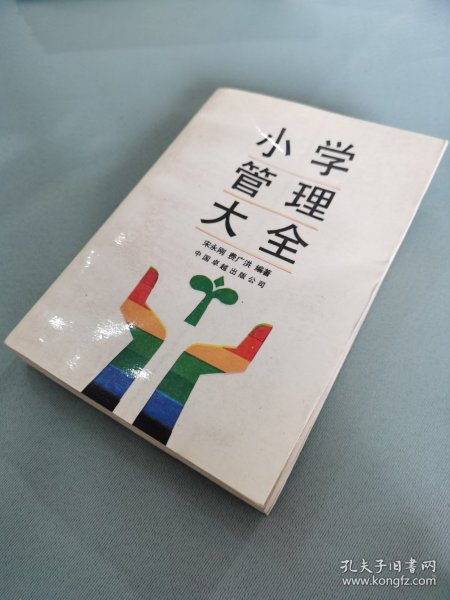 小学
管理
大全
宋永刚 费广洪 编著
中国卓越出版公司
孔夫子旧书网
www.kongfz.com